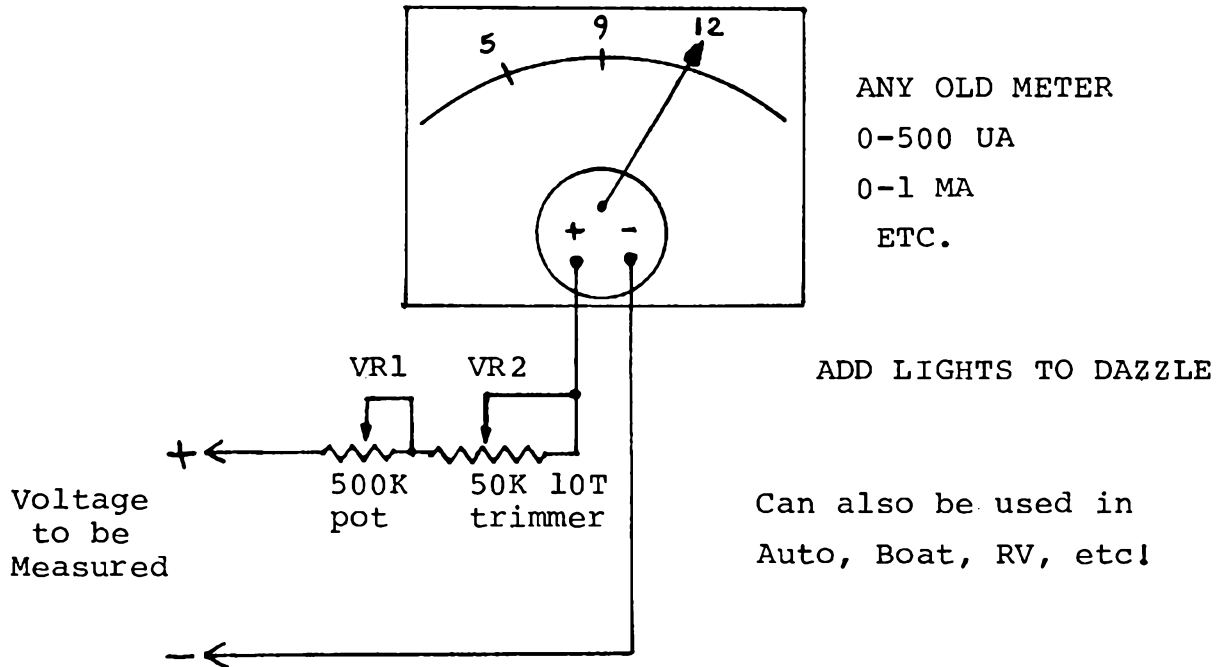 5 9 12
ANY OLD METER
0-500 UA
0-1 MA
ETC.
+ -
VR1 VR2
ADD LIGHTS TO DAZZLE
+
500K
pot
50K 10T
trimmer
Voltage
to be
Measured
Can also be used in
Auto, Boat, RV, etc!
-